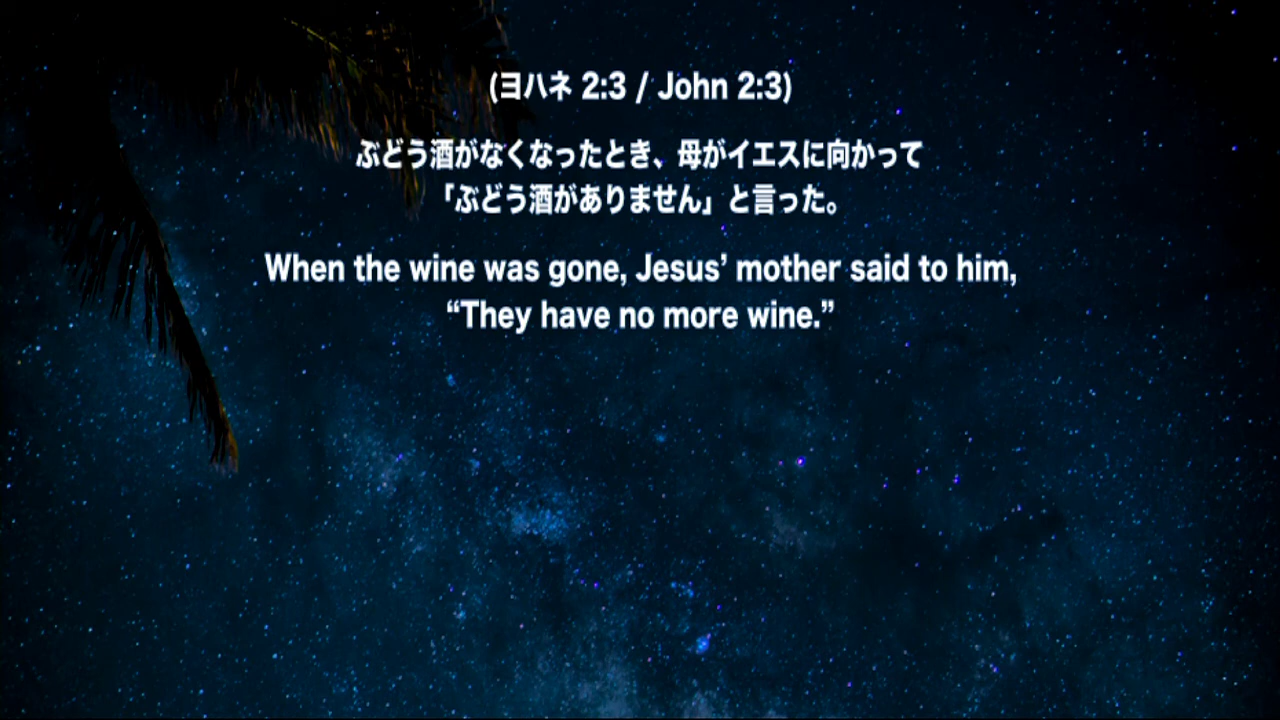 (ヨハネ 2:3 / John 2:3)
ぶどう酒がなくなったとき、母がイエスに向かって
「ぶどう酒がありません」と言った。
When the wine was gone, Jesus’ mother said to him,
“They have no more wine.”